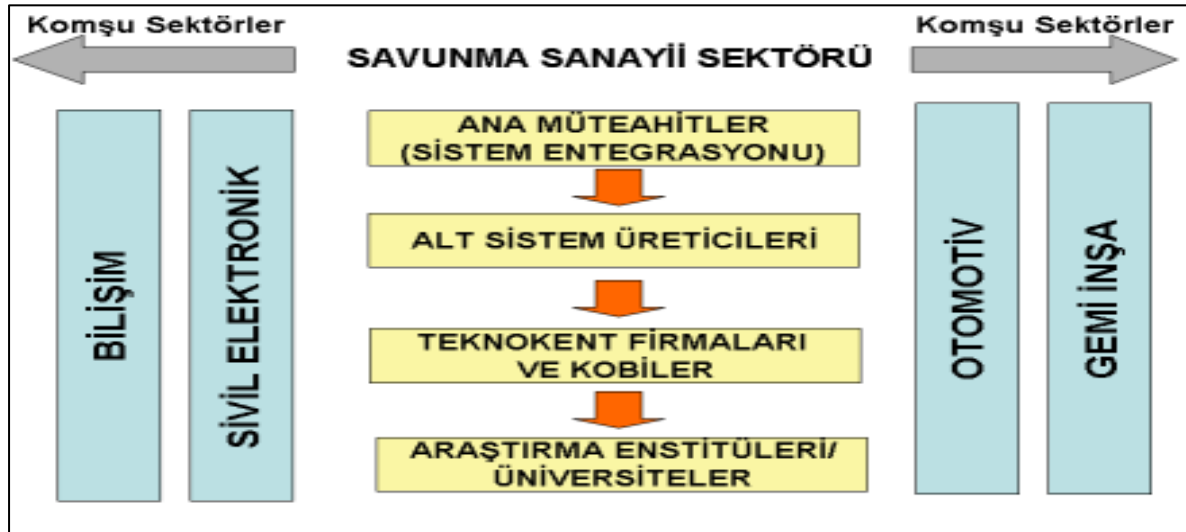 Komşu Sektörler
Komşu Sektörler
SAVUNMA SANAYİİ SEKTÖRÜ
BİLİŞİM
SİVİL ELEKTRONİK
ANA MÜTEAHİTLER
(SİSTEM ENTEGRASYONU)
ALT SİSTEM ÜRETİCİLERİ
TEKNOKENT FİRMALARI
VE KOBİLER
ARAŞTIRMA ENSTİTÜLERİ/
ÜNİVERSİTELER
OTOMOTİV
GEMİ İNŞA